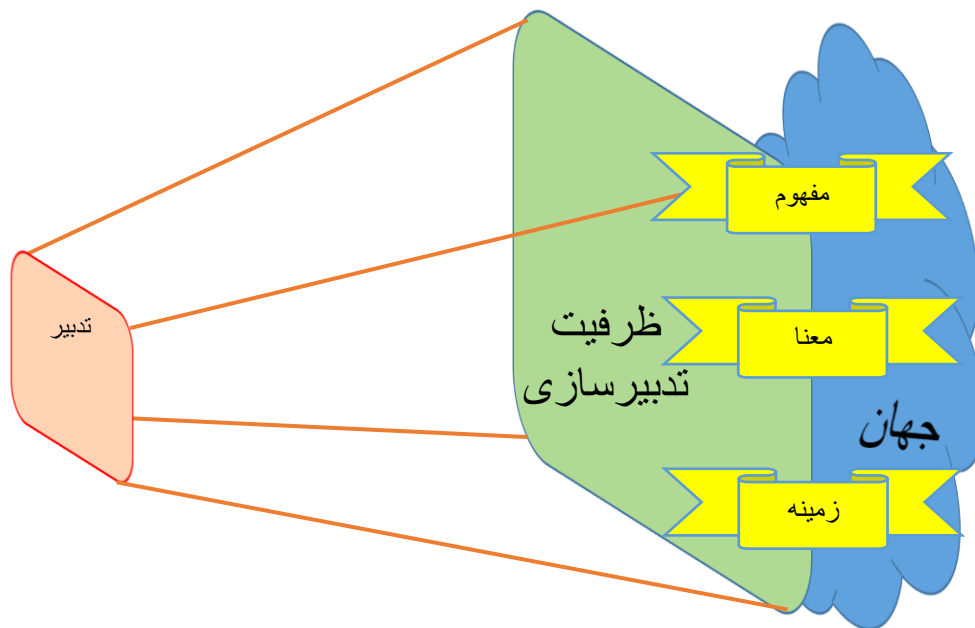 مفهوم
معنا
ظرفیت
تدبیرسازی
تدبیر
جهان
زمینه